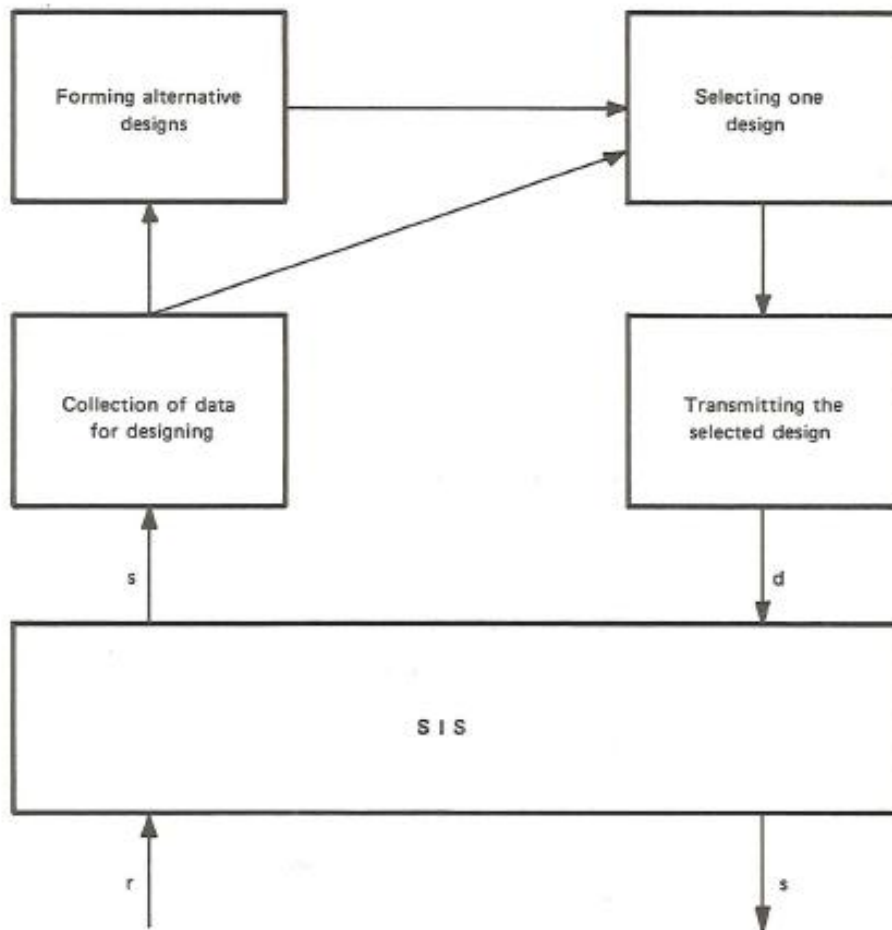 Forming alternative
designs
Selecting one
design
Collection of data
for designing
Transmitting the
selected design
s
d
S I S
r
s